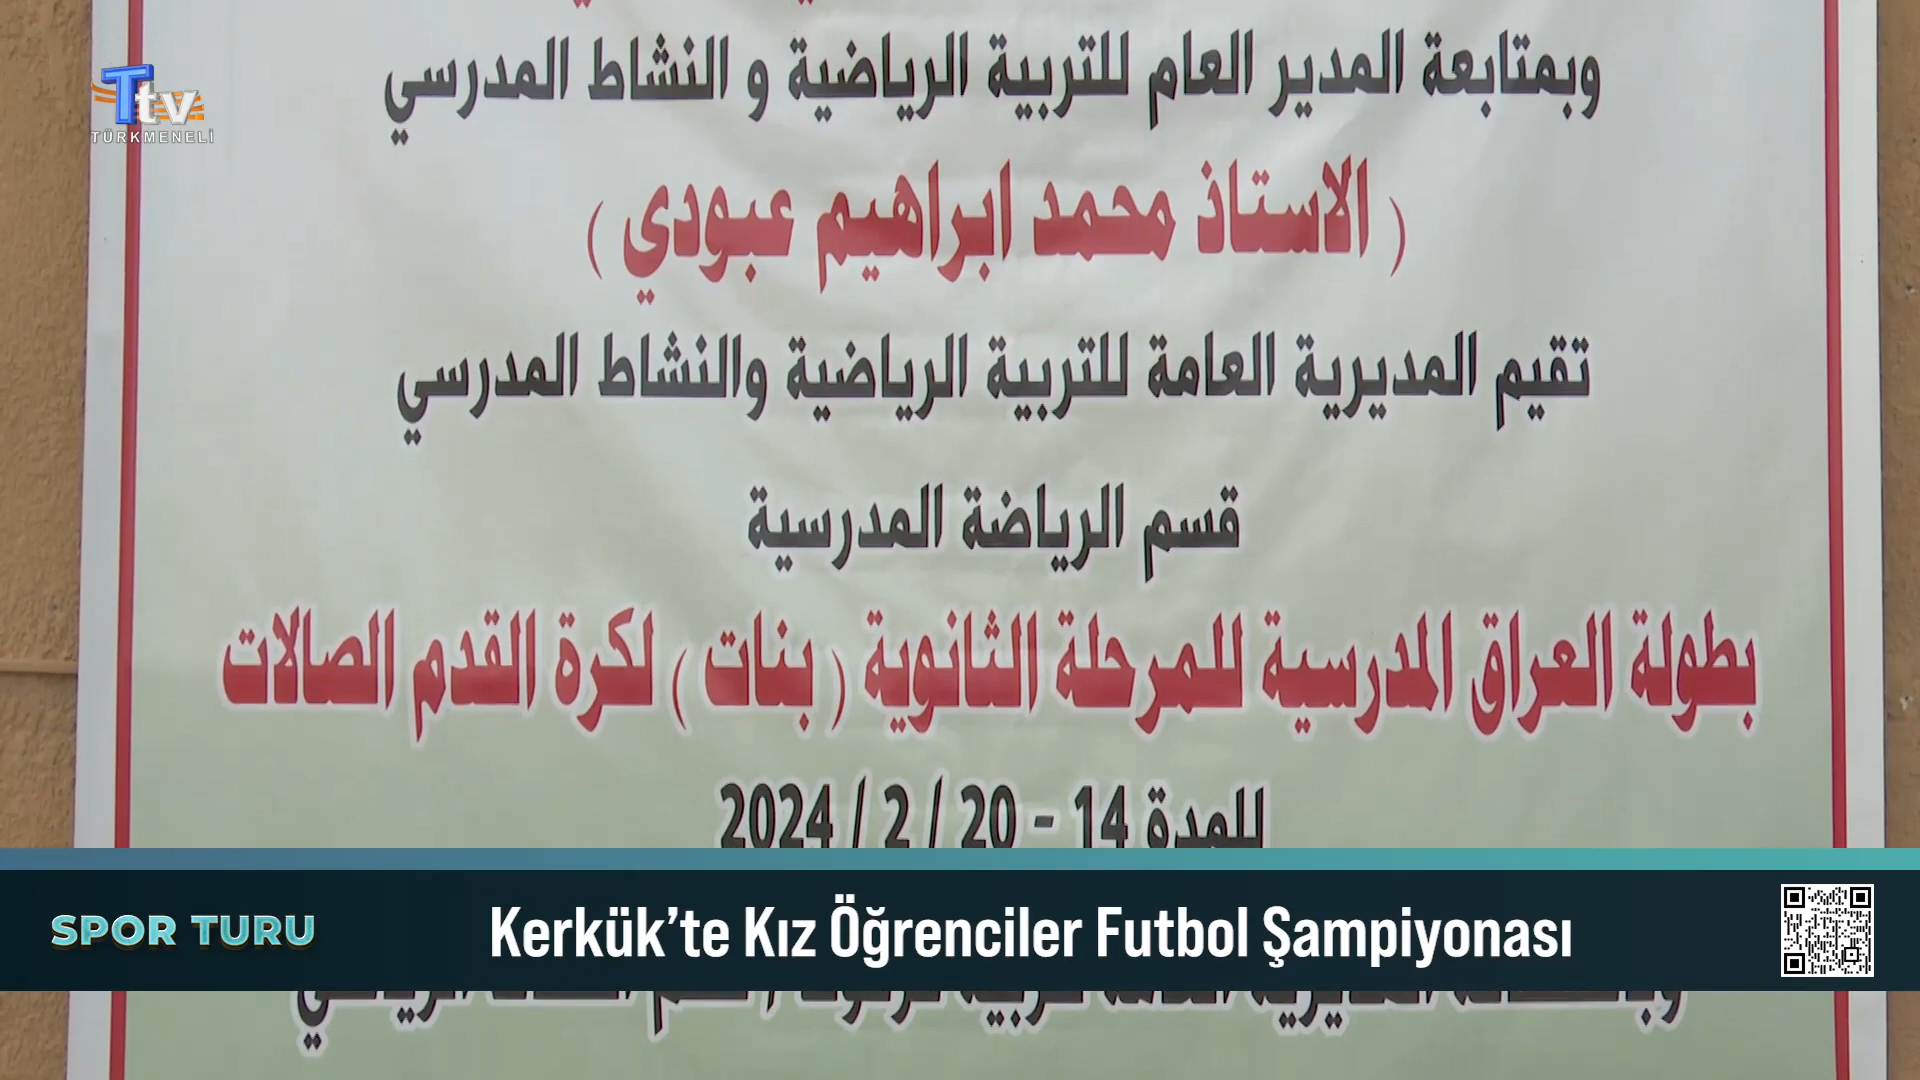 وبمتابعة المدير العام للتربية الرياضية و النشاط المدرسي
Ttv
TÜRKMENELİ
( الاستاذ محمد ابراهيم عبودي )
تقيم المديرية العامة للتربية الرياضية والنشاط المدرسي
قسم الرياضة المدرسية
بطولة العراق المدرسية للمرحلة الثانوية ( بنات ) لكرة القدم الصالات
للمدة 14 - 20 / 2 / 2024
SPOR TURU
Kerkük’te Kız Öğrenciler Futbol Şampiyonası